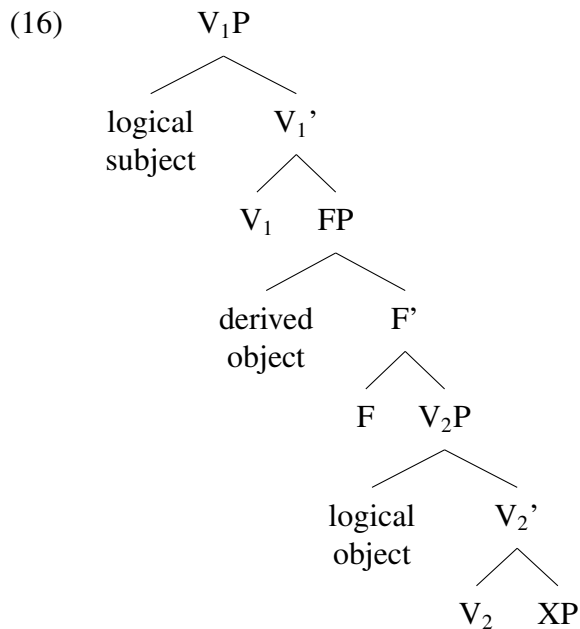 (16) V₁P
logical V₁’
subject
V₁ FP
derived F’
object
F V₂P
logical V₂’
object
V₂ XP